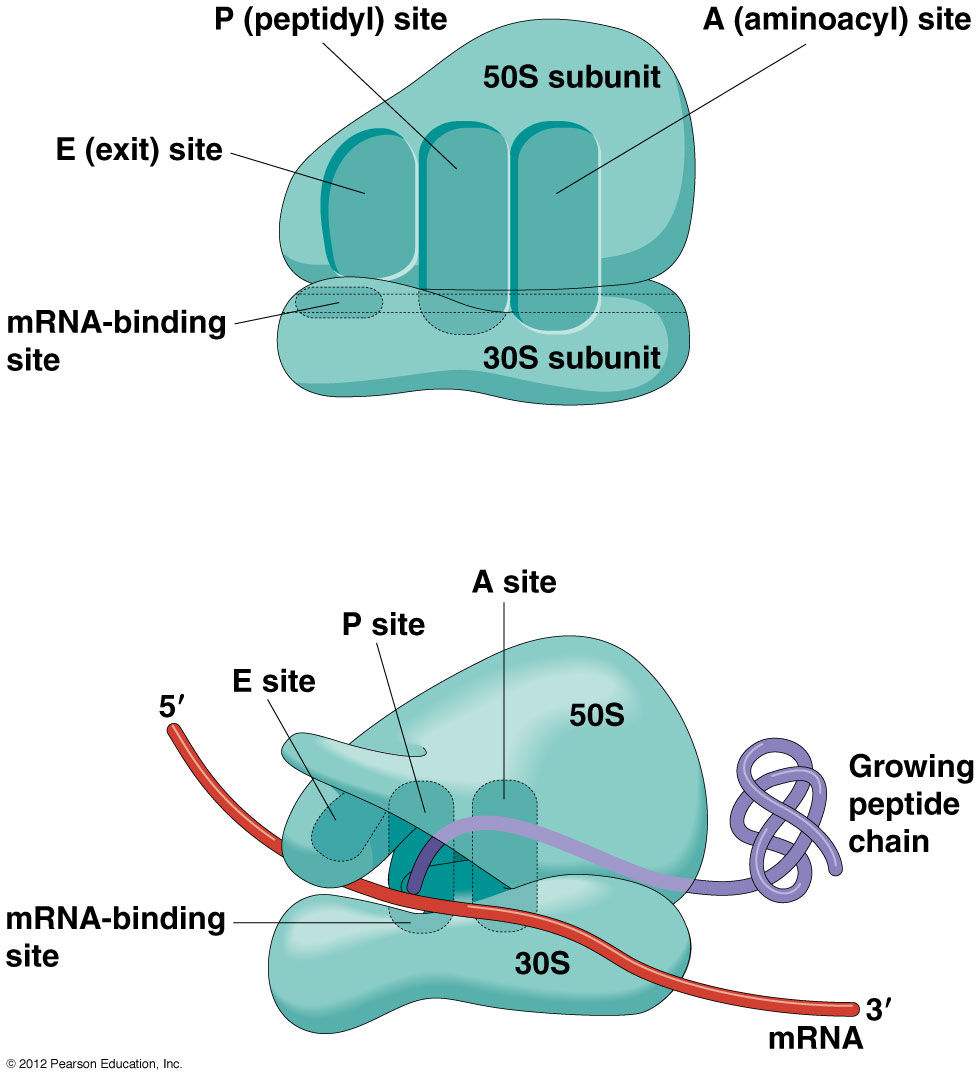 P (peptidyl) site
A (aminoacyl) site
50S subunit
E (exit) site
mRNA-binding
site
30S subunit
A site
P site
E site
5′
50S
Growing
peptide
chain
mRNA-binding
site
30S
3′
mRNA
© 2012 Pearson Education, Inc.